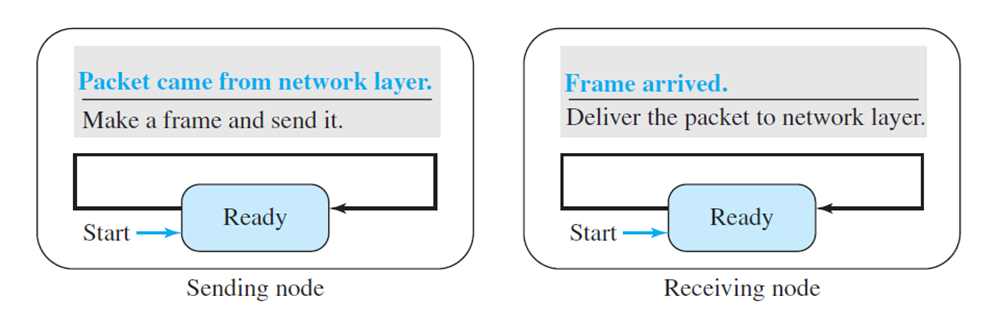 Packet came from network layer.
Make a frame and send it.
Ready
Start
Sending node
Frame arrived.
Deliver the packet to network layer.
Ready
Start
Receiving node